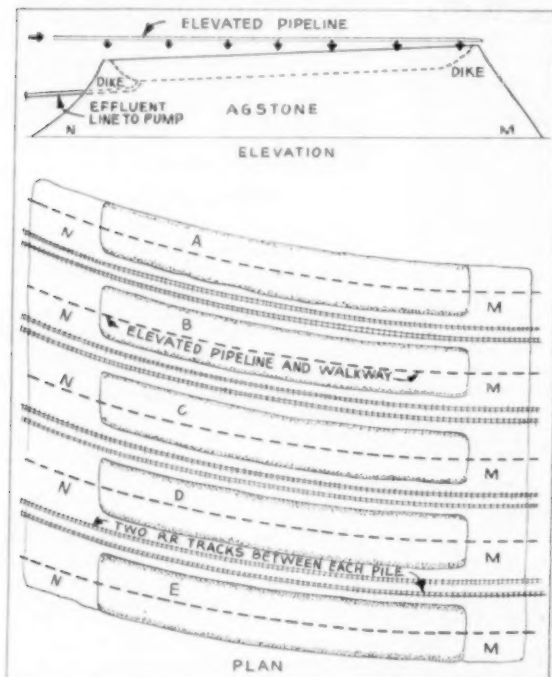 ELEVATED PIPELINE
DIKE
DIKE
EFFLUENT
LINE TO PUMP
AGSTONE
N
M
ELEVATION
A
N
M
N
B
ELEVATED PIPELINE AND WALKWAY
M
N
C
M
N
D
TWO RR TRACKS BETWEEN EACH PILE
M
N
E
M
PLAN